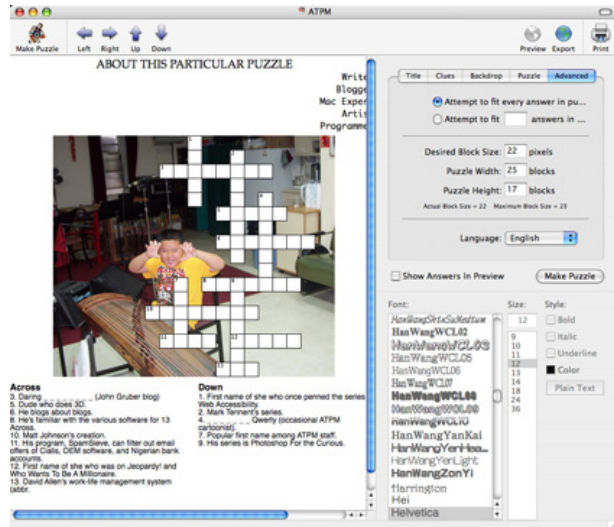 ATPM
Make Puzzle
Left
Right
Up
Down
Preview
Export
Print
ABOUT THIS PARTICULAR PUZZLE
Write
Blogge
Mac Exper
Artis
Programme
Across
3. Daring _ _ _ _ _ _ _ _ (John Gruber blog)
5. Dude who does 3D.
6. He blogs about blogs.
8. He's familiar with the various software for 13
Across.
10. Matt Johnson's creation.
11. His program, SpamSieve, can filter out email
offers of Cialis, OEM software, and Nigerian bank
accounts.
12. First name of she who was on Jeopardy! and
Who Wants To Be A Millionaire.
13. David Allen's work-life management system
(abbr.
Down
1. First name of she who once penned the series
Web Accessibility.
2. Mark Tennent's series.
4. _ _ _ _ _ _ Qwerty (occasional ATPM
cartoonist).
7. Popular first name among ATPM staff.
9. His series is Photoshop For the Curious.
Title
Clues
Backdrop
Puzzle
Advanced
Attempt to fit every answer in pu...
Attempt to fit answers in ...
Desired Block Size: 22 pixels
Puzzle Width: 25 blocks
Puzzle Height: 17 blocks
Actual Block Size = 22 Maximum Block Size = 23
Language: English
Show Answers In Preview
Make Puzzle
Font:
HanWangShinSuMedium
HanWangWCL02
HanWangWCL03
HanWangWCL05
HanWangWCL06
HanWangWCL07
HanWangWCL08
HanWangWCL09
HanWangWCL10
HanWangYanKai
HanWangYenHea...
HanWangYenLight
HanWangZonYi
Harrington
Hei
Helvetica
Size:
12
9
10
11
12
13
14
18
24
36
Style:
Bold
Italic
Underline
Color
Plain Text